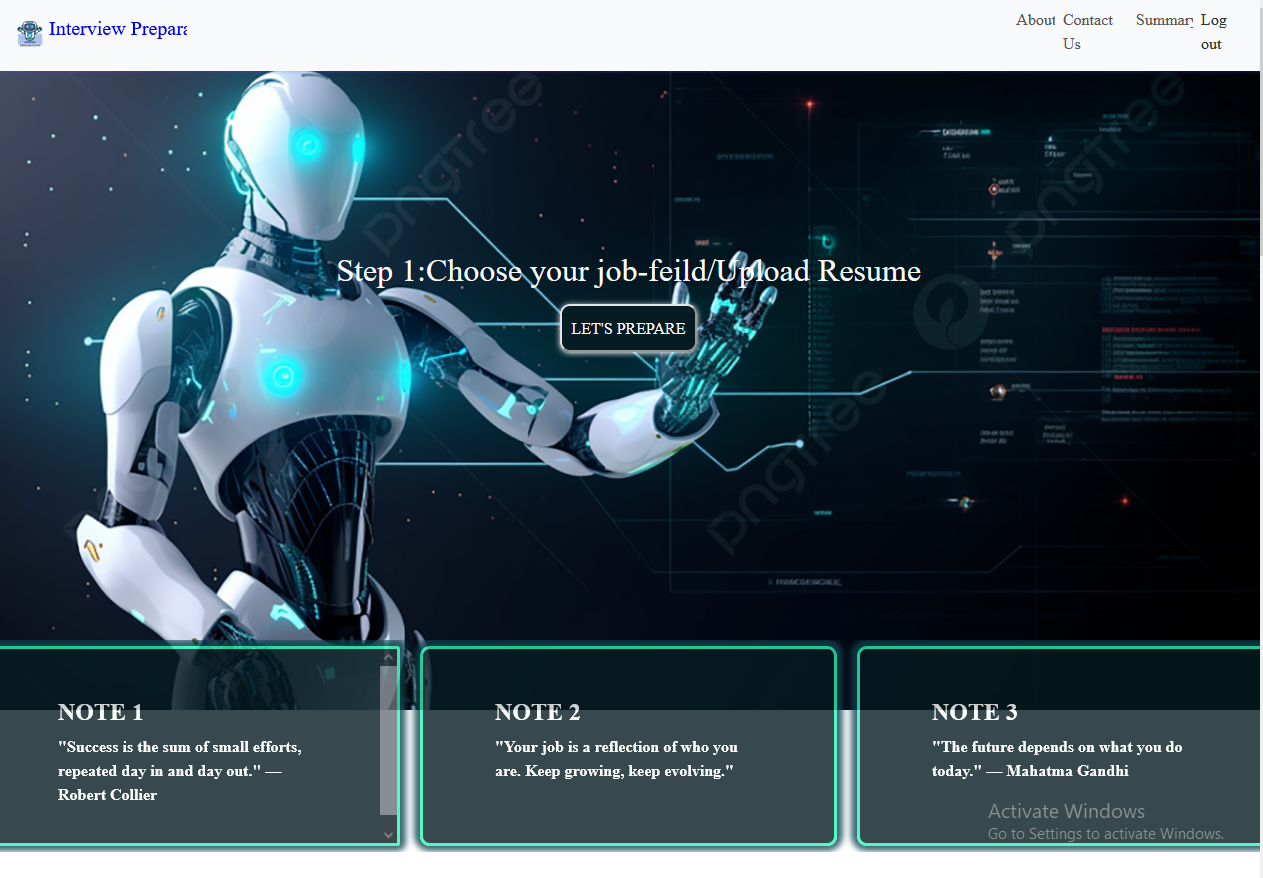 Interview Prepara
About Contact Us Summary Log out
pngtree
pngtree
Step 1:Choose your job-feild/Upload Resume
LET'S PREPARE
pngtree
NOTE 1
"Success is the sum of small efforts,
repeated day in and day out." —
Robert Collier
NOTE 2
"Your job is a reflection of who you
are. Keep growing, keep evolving."
NOTE 3
"The future depends on what you do
today." — Mahatma Gandhi
Activate Windows
Go to Settings to activate Windows.